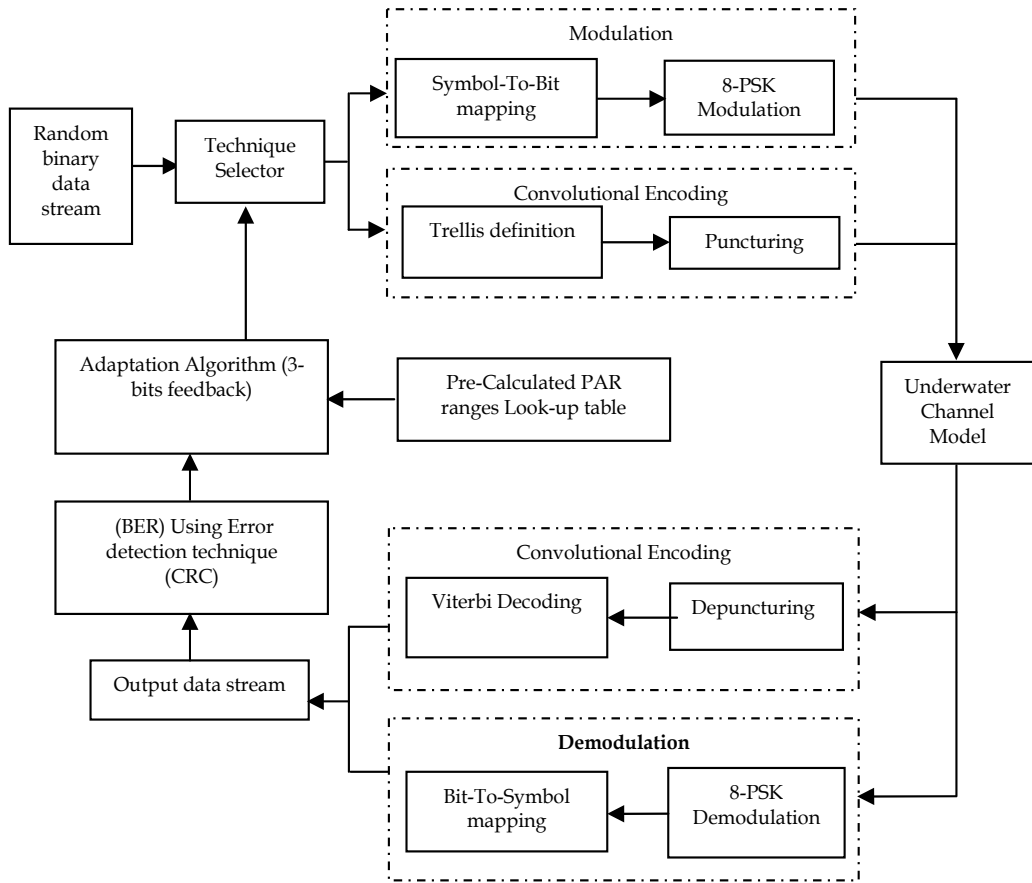 Modulation
Symbol-To-Bit
mapping
8-PSK
Modulation
Random
binary
data
stream
Technique
Selector
Convolutional Encoding
Trellis definition
Puncturing
Adaptation Algorithm (3-
bits feedback)
Pre-Calculated PAR
ranges Look-up table
Underwater
Channel
Model
(BER) Using Error
detection technique
(CRC)
Convolutional Encoding
Viterbi Decoding
Depuncturing
Output data stream
Demodulation
Bit-To-Symbol
mapping
8-PSK
Demodulation